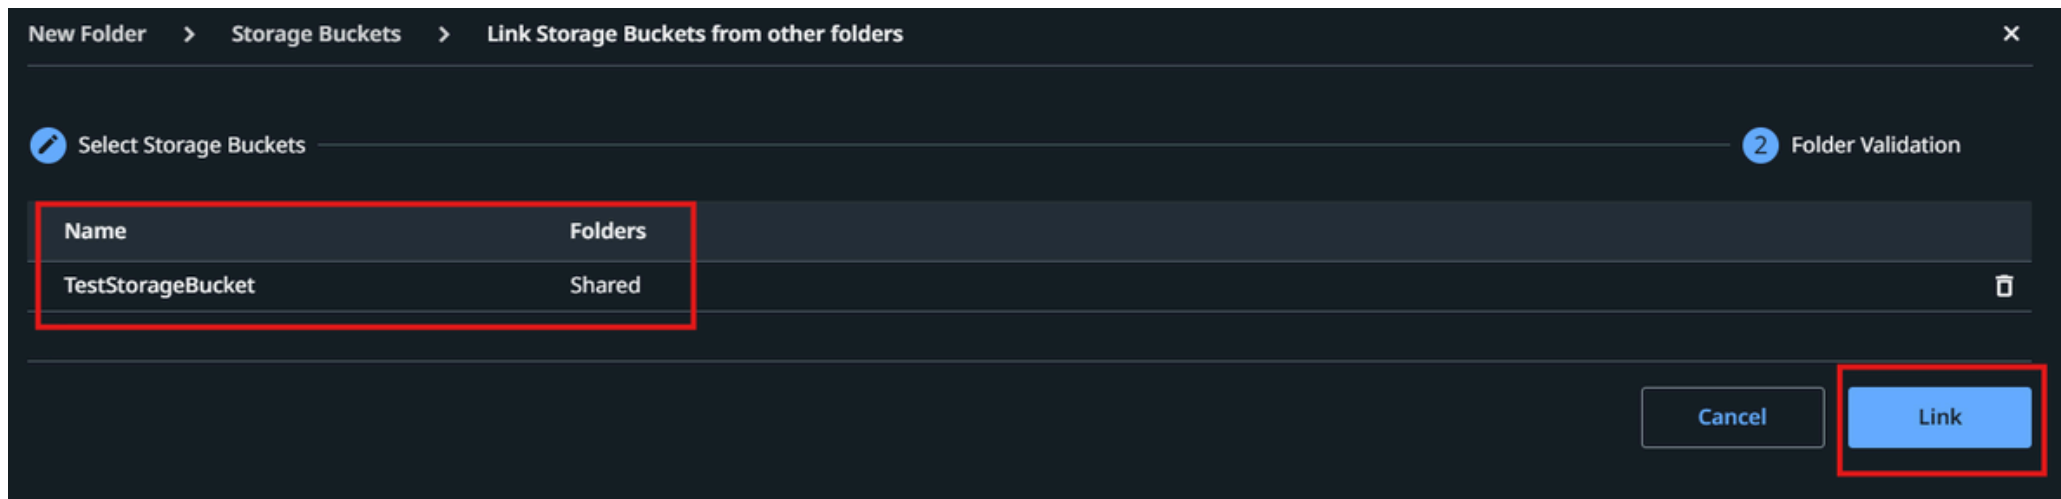 New Folder > Storage Buckets > Link Storage Buckets from other folders
Select Storage Buckets 2 Folder Validation
Name Folders
TestStorageBucket Shared
Cancel Link